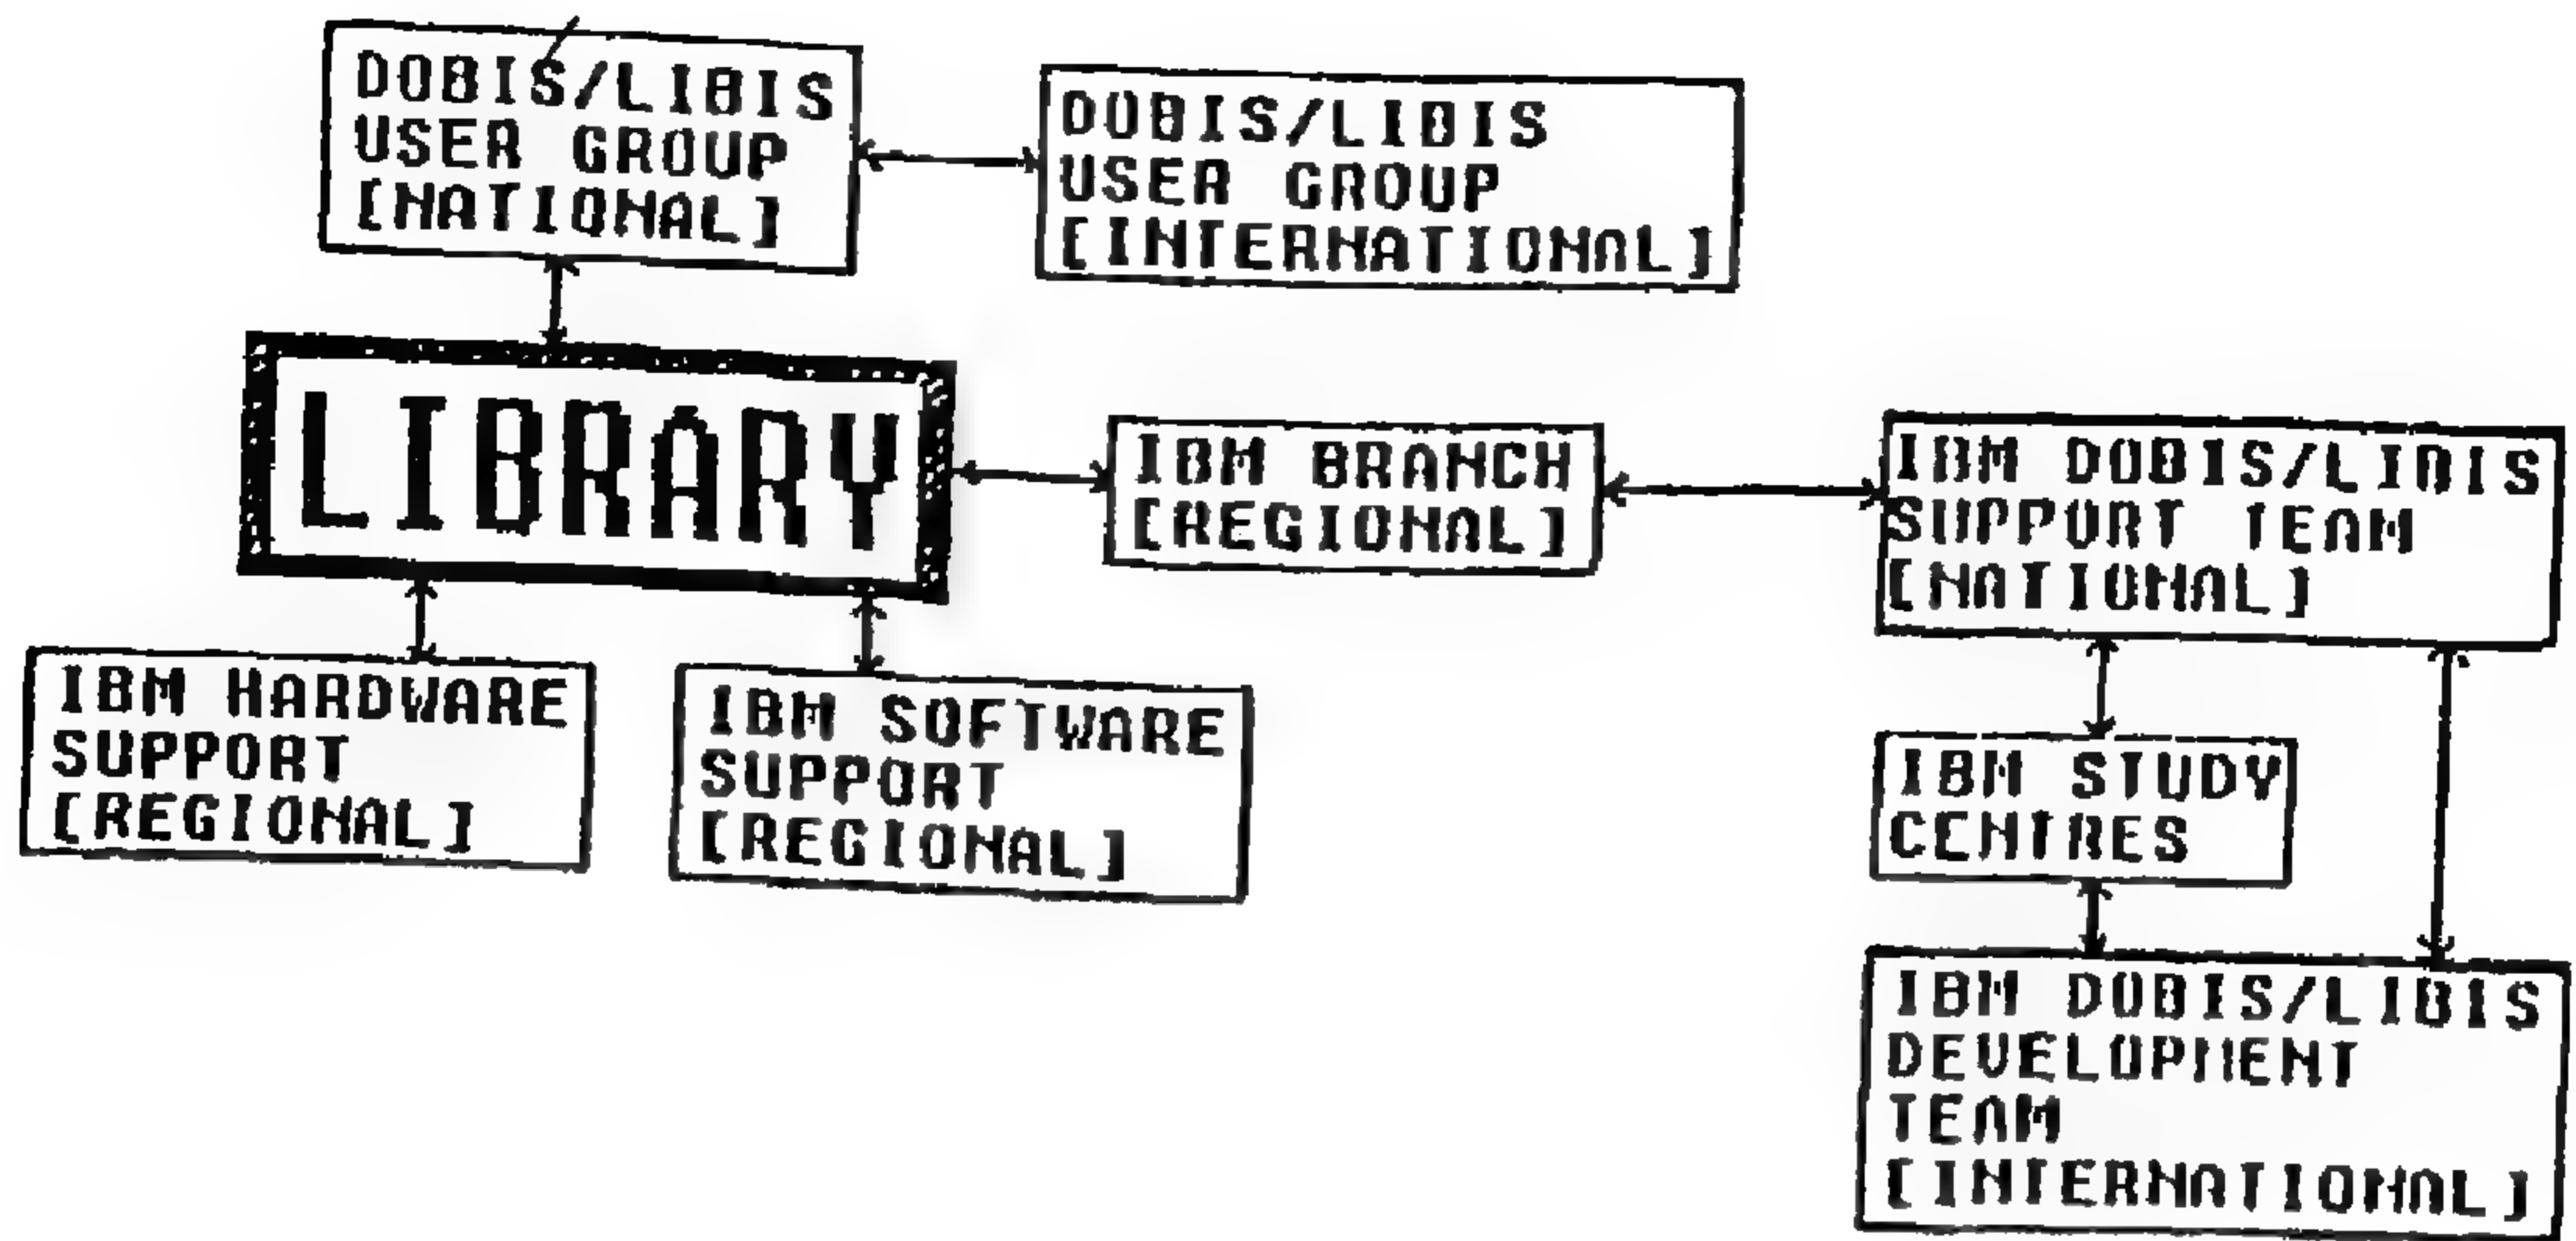 DOBIS/LIBIS
USER GROUP
[NATIONAL]
DOBIS/LIBIS
USER GROUP
[INTERNATIONAL]
LIBRARY
IBM BRANCH
[REGIONAL]
IBM DOBIS/LIBIS
SUPPORT TEAM
[NATIONAL]
IBM HARDWARE
SUPPORT
[REGIONAL]
IBM SOFTWARE
SUPPORT
[REGIONAL]
IBM STUDY
CENTRES
IBM DOBIS/LIBIS
DEVELOPMENT
TEAM
[INTERNATIONAL]